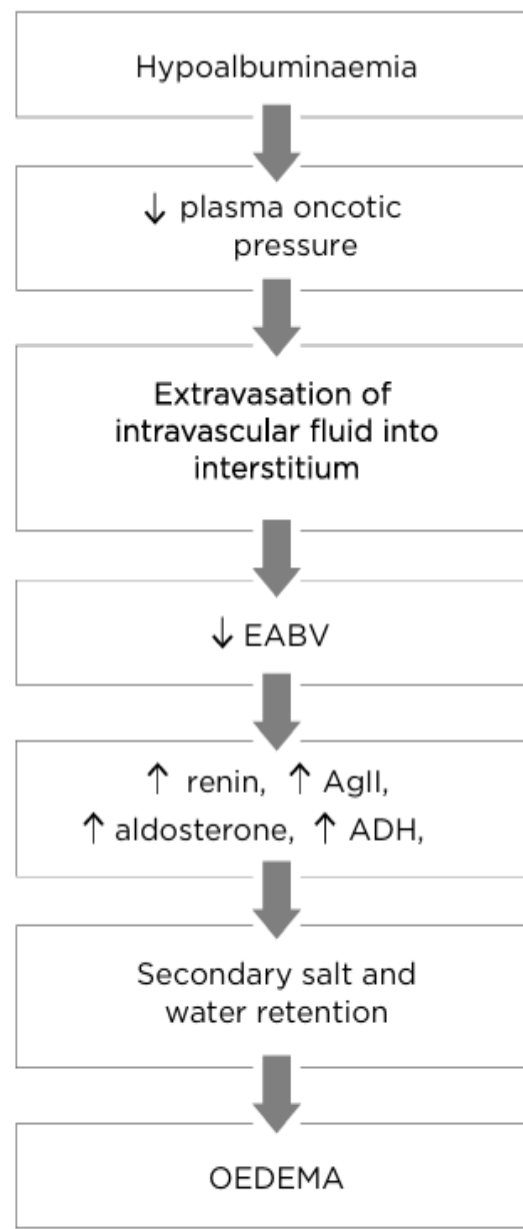 Hypoalbuminaemia
↓ plasma oncotic
pressure
Extravasation of
intravascular fluid into
interstitium
↓ EABV
↑ renin, ↑ AgII,
↑ aldosterone, ↑ ADH,
Secondary salt and
water retention
OEDEMA